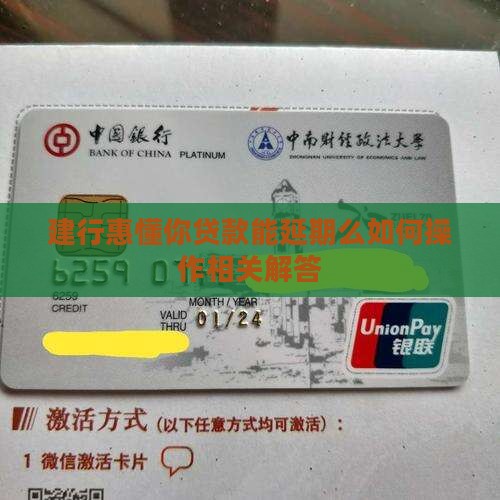 中国银行
BANK OF CHINA PLATINUM
中南财经政法大学
ZHONGNAN UNIVERSITY OF ECONOMICS AND LAW
建行惠懂你贷款能延期么如何操
作相关解答
6259 0
6259
CREDIT
MONTH / YEAR
VALID THRU 01/24
UnionPay
银联
激活方式（以下任意方式均可激活）：
1 微信激活卡片